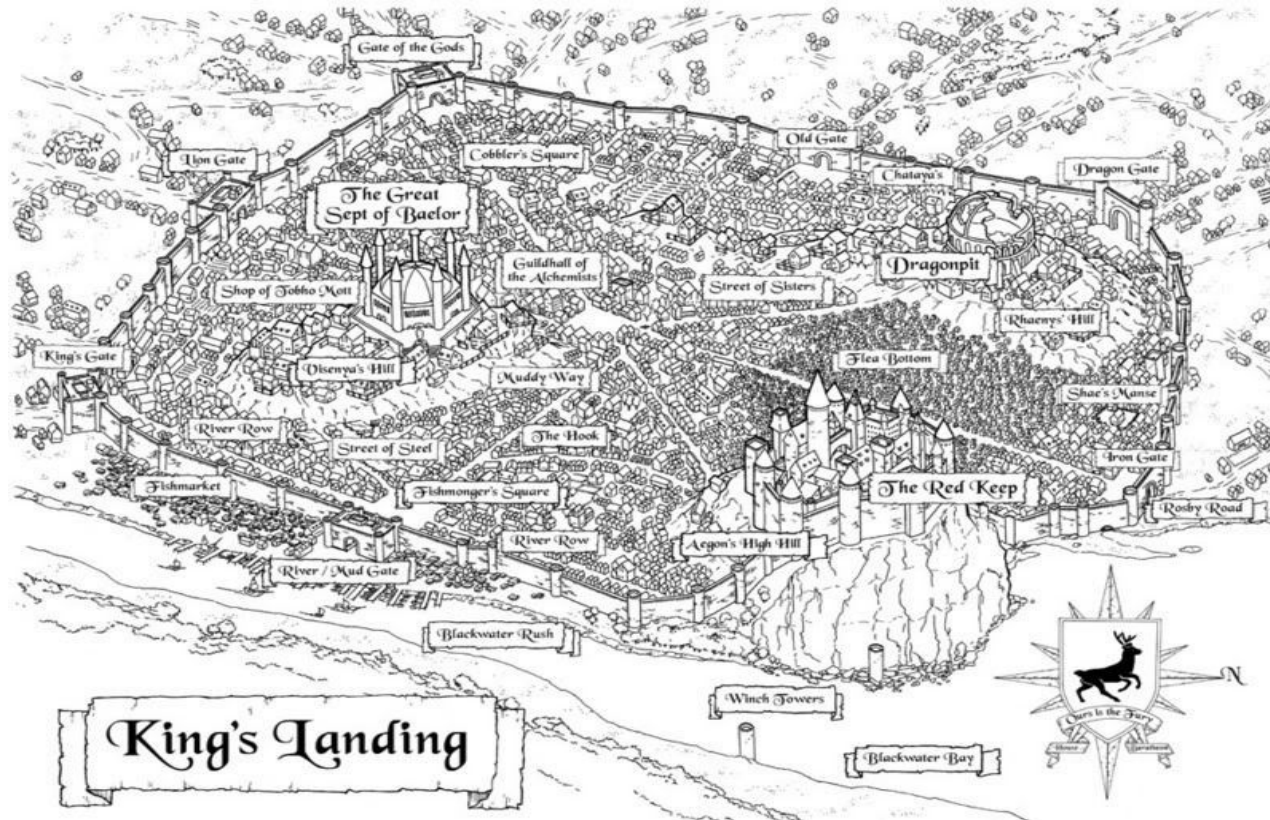 Gate of the Gods
Old Gate
Lion Gate
Cobbler's Square
Chataya's
Dragon Gate
The Great
Sept of Baelor
Guildhall of
the Alchemists
Dragonpit
Shop of Tobho Mott
Street of Sisters
Rhaenys' Hill
King's Gate
Visenya's Hill
Muddy Way
Flea Bottom
Shae's Manse
River Row
Street of Steel
The Hook
Iron Gate
Fishmarket
Fishmonger's Square
The Red Keep
Rosby Road
River Row
Aegon's High Hill
River / Mud Gate
Blackwater Rush
N
Winch Towers
Ours is the Fury
House Baratheon
King's Landing
Blackwater Bay